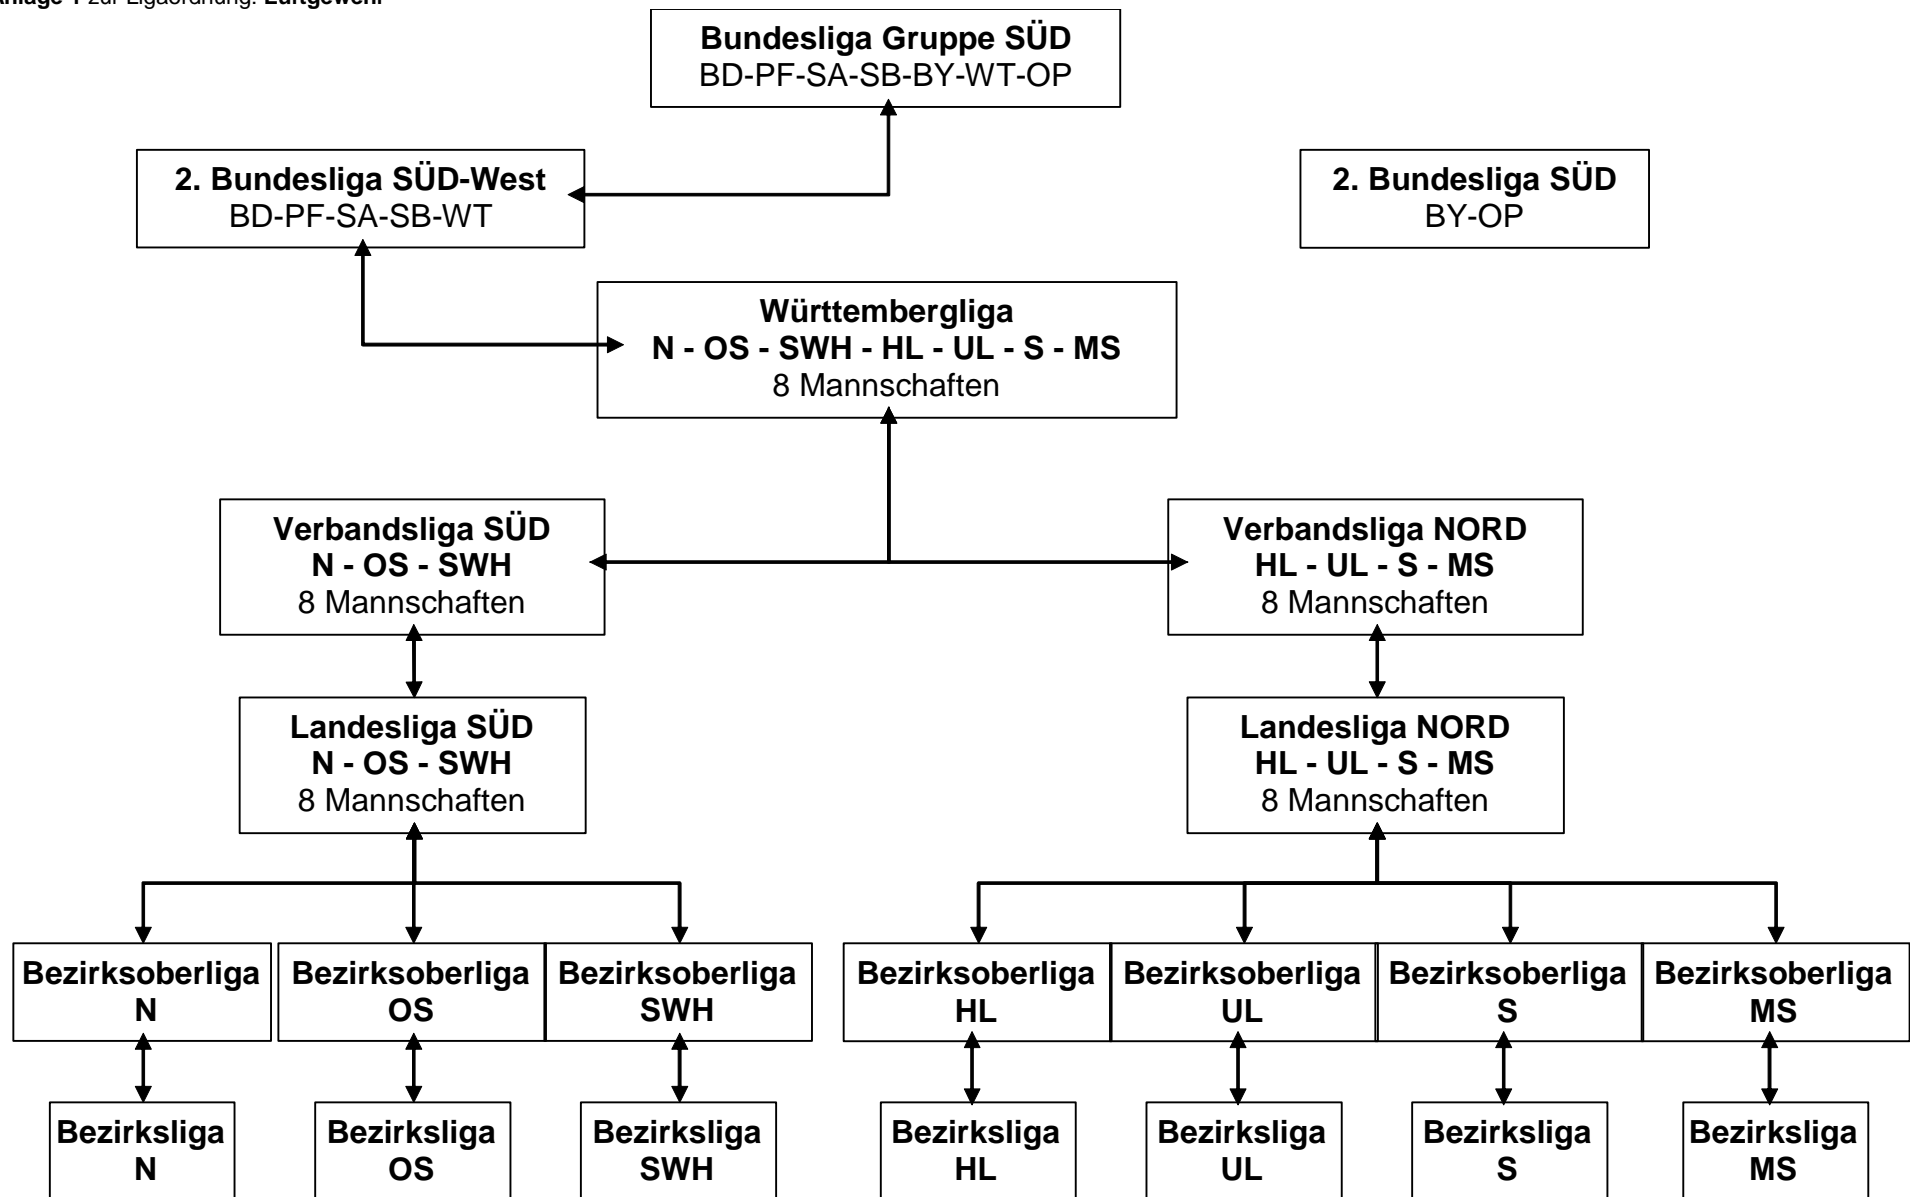 Anlage 1 zur Ligaordnung: Luftgewehr
Bundesliga Gruppe SÜD
BD-PF-SA-SB-BY-WT-OP
2. Bundesliga SÜD-West
BD-PF-SA-SB-WT
2. Bundesliga SÜD
BY-OP
Württembergliga
N - OS - SWH - HL - UL - S - MS
8 Mannschaften
Verbandsliga SÜD
N - OS - SWH
8 Mannschaften
Verbandsliga NORD
HL - UL - S - MS
8 Mannschaften
Landesliga SÜD
N - OS - SWH
8 Mannschaften
Landesliga NORD
HL - UL - S - MS
8 Mannschaften
Bezirksoberliga
N
Bezirksoberliga
OS
Bezirksoberliga
SWH
Bezirksoberliga
HL
Bezirksoberliga
UL
Bezirksoberliga
S
Bezirksoberliga
MS
Bezirksliga
N
Bezirksliga
OS
Bezirksliga
SWH
Bezirksliga
HL
Bezirksliga
UL
Bezirksliga
S
Bezirksliga
MS